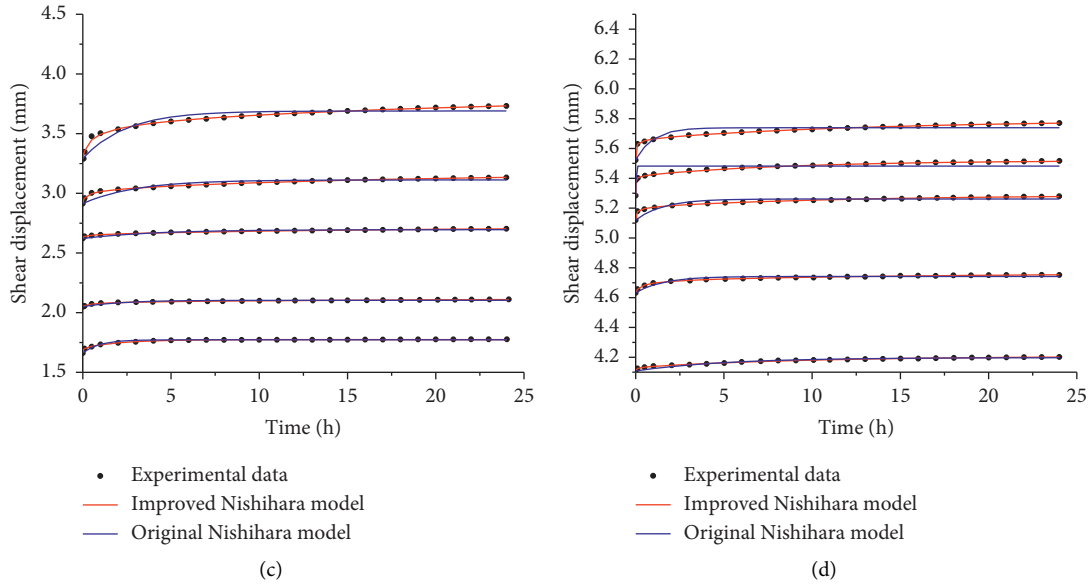 4.5
4.0
3.5
3.0
2.5
2.0
1.5
Shear displacement (mm)
0 5 10 15 20 25
Time (h)
Experimental data
Improved Nishihara model
Original Nishihara model
(c)
6.4
6.2
6.0
5.8
5.6
5.4
5.2
5.0
4.8
4.6
4.4
4.2
Shear displacement (mm)
0 5 10 15 20 25
Time (h)
Experimental data
Improved Nishihara model
Original Nishihara model
(d)